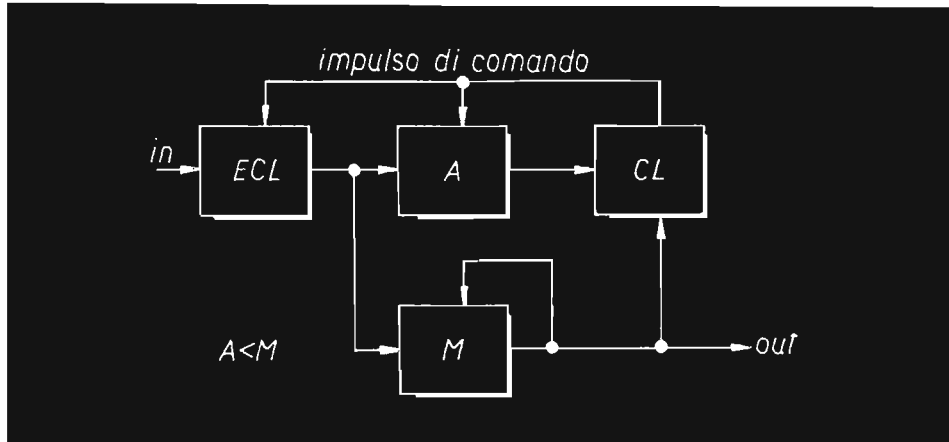 impulso di comando
in
ECL
A
CL
A<M
M
out